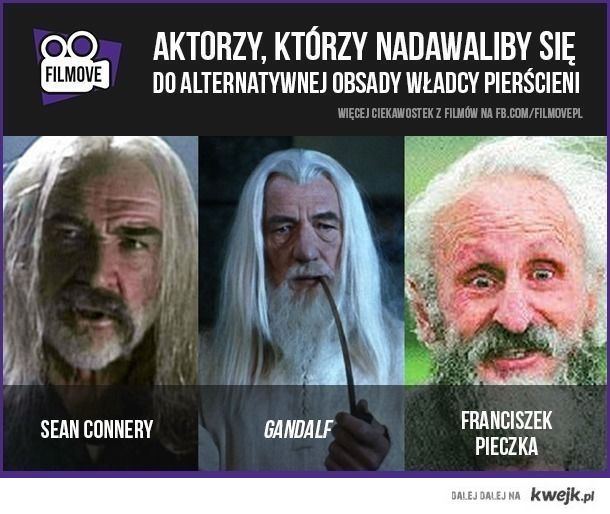 FILMOVE
AKTORZY, KTÓRZY NADAWALIBY SIĘ
DO ALTERNATYWNEJ OBSADY WŁADCY PIERŚCIENI
WIĘCEJ CIEKAWOSTEK Z FILMÓW NA FB.COM/FILMOVEPL
SEAN CONNERY
GANDALF
FRANCISZEK
PIECZKA
DALEJ DALEJ NA kwejk.pl